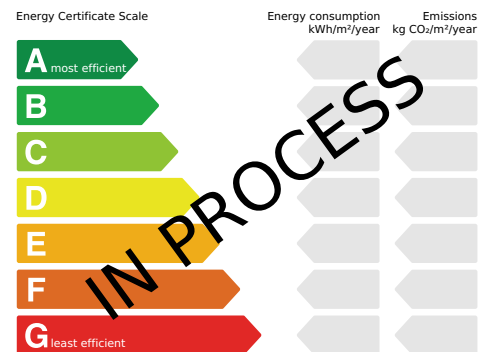 Energy Certificate Scale
Energy consumption
kWh/m²/year
Emissions
kg CO₂/m²/year
A most efficient
B
C
D
E
F
G least efficient
IN PROCESS